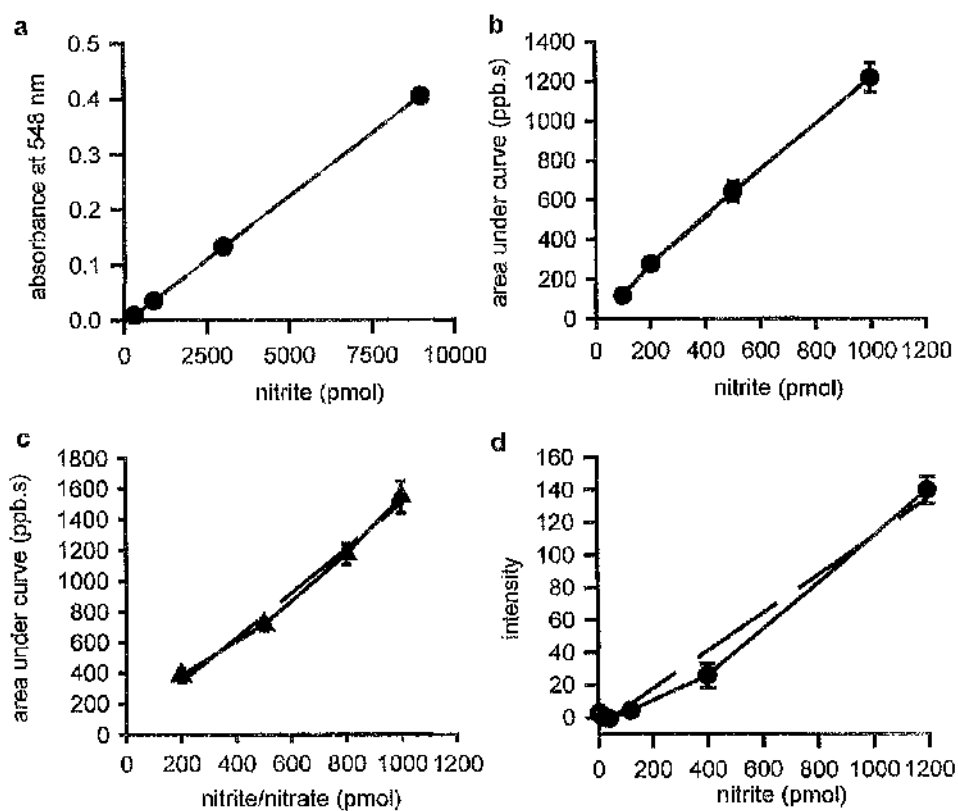 a
0.5
0.4
0.3
0.2
0.1
0.0
absorbance at 548 nm
0 2500 5000 7500 10000
nitrite (pmol)
b
1400
1200
1000
800
600
400
200
0
area under curve (ppb.s)
0 200 400 600 800 1000 1200
nitrite (pmol)
c
1800
1600
1400
1200
1000
800
600
400
200
0
area under curve (ppb.s)
200 400 600 800 1000 1200
nitrite/nitrate (pmol)
d
160
140
120
100
80
60
40
20
0
intensity
0 200 400 600 800 1000 1200
nitrite (pmol)